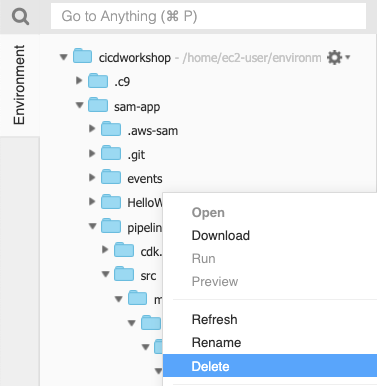 Go to Anything (⌘ P)
Environment
cicdworkshop - /home/ec2-user/environm
.c9
sam-app
.aws-sam
.git
events
HelloW
pipelin
cdk.
src
m
Open
Download
Run
Preview
Refresh
Rename
Delete